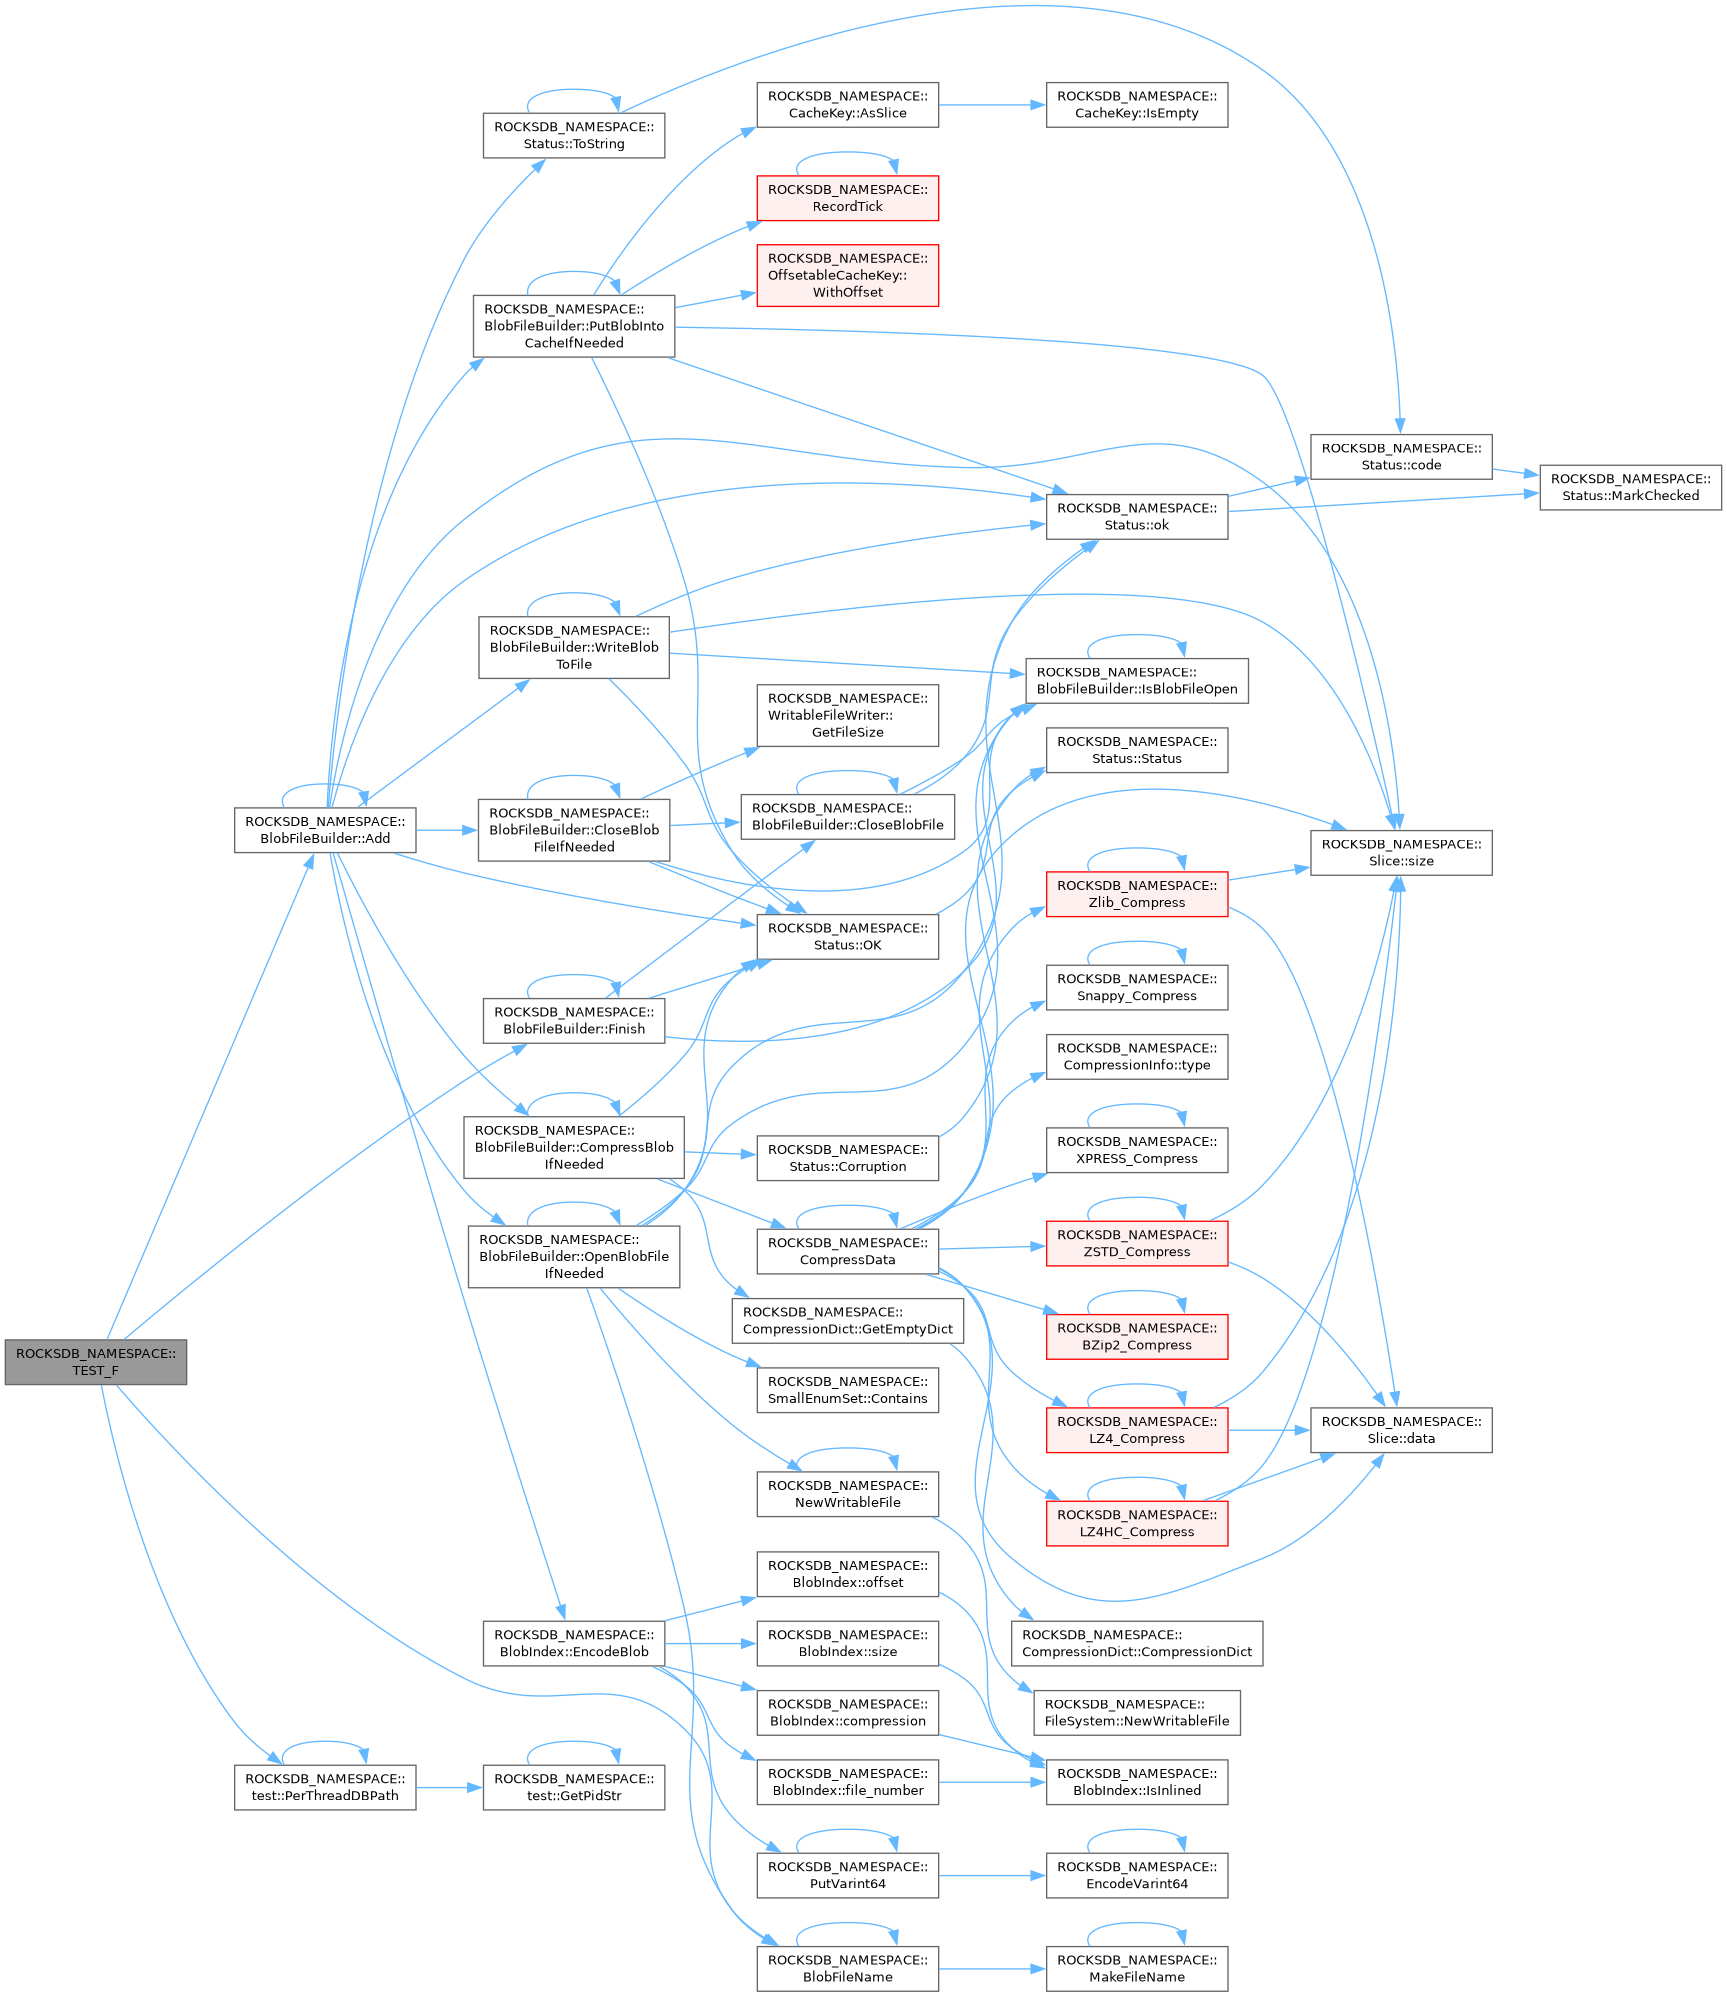 ROCKSDB_NAMESPACE::
TEST_F
ROCKSDB_NAMESPACE::
BlobFileBuilder::Add
ROCKSDB_NAMESPACE::
test::PerThreadDBPath
ROCKSDB_NAMESPACE::
Status::ToString
ROCKSDB_NAMESPACE::
BlobFileBuilder::PutBlobInto
CacheIfNeeded
ROCKSDB_NAMESPACE::
BlobFileBuilder::WriteBlob
ToFile
ROCKSDB_NAMESPACE::
BlobFileBuilder::CloseBlob
FileIfNeeded
ROCKSDB_NAMESPACE::
BlobFileBuilder::Finish
ROCKSDB_NAMESPACE::
BlobFileBuilder::CompressBlob
IfNeeded
ROCKSDB_NAMESPACE::
BlobFileBuilder::OpenBlobFile
IfNeeded
ROCKSDB_NAMESPACE::
BlobIndex::EncodeBlob
ROCKSDB_NAMESPACE::
test::GetPidStr
ROCKSDB_NAMESPACE::
CacheKey::AsSlice
ROCKSDB_NAMESPACE::
RecordTick
ROCKSDB_NAMESPACE::
OffsetableCacheKey::
WithOffset
ROCKSDB_NAMESPACE::
WritableFileWriter::
GetFileSize
ROCKSDB_NAMESPACE::
BlobFileBuilder::CloseBlobFile
ROCKSDB_NAMESPACE::
Status::OK
ROCKSDB_NAMESPACE::
Status::Corruption
ROCKSDB_NAMESPACE::
CompressData
ROCKSDB_NAMESPACE::
CompressionDict::GetEmptyDict
ROCKSDB_NAMESPACE::
SmallEnumSet::Contains
ROCKSDB_NAMESPACE::
NewWritableFile
ROCKSDB_NAMESPACE::
BlobIndex::offset
ROCKSDB_NAMESPACE::
BlobIndex::size
ROCKSDB_NAMESPACE::
BlobIndex::compression
ROCKSDB_NAMESPACE::
BlobIndex::file_number
ROCKSDB_NAMESPACE::
PutVarint64
ROCKSDB_NAMESPACE::
BlobFileName
ROCKSDB_NAMESPACE::
CacheKey::IsEmpty
ROCKSDB_NAMESPACE::
Status::ok
ROCKSDB_NAMESPACE::
BlobFileBuilder::IsBlobFileOpen
ROCKSDB_NAMESPACE::
Status::Status
ROCKSDB_NAMESPACE::
Zlib_Compress
ROCKSDB_NAMESPACE::
Snappy_Compress
ROCKSDB_NAMESPACE::
CompressionInfo::type
ROCKSDB_NAMESPACE::
XPRESS_Compress
ROCKSDB_NAMESPACE::
ZSTD_Compress
ROCKSDB_NAMESPACE::
BZip2_Compress
ROCKSDB_NAMESPACE::
LZ4_Compress
ROCKSDB_NAMESPACE::
LZ4HC_Compress
ROCKSDB_NAMESPACE::
CompressionDict::CompressionDict
ROCKSDB_NAMESPACE::
FileSystem::NewWritableFile
ROCKSDB_NAMESPACE::
BlobIndex::IsInlined
ROCKSDB_NAMESPACE::
EncodeVarint64
ROCKSDB_NAMESPACE::
MakeFileName
ROCKSDB_NAMESPACE::
Status::code
ROCKSDB_NAMESPACE::
Slice::size
ROCKSDB_NAMESPACE::
Slice::data
ROCKSDB_NAMESPACE::
Status::MarkChecked